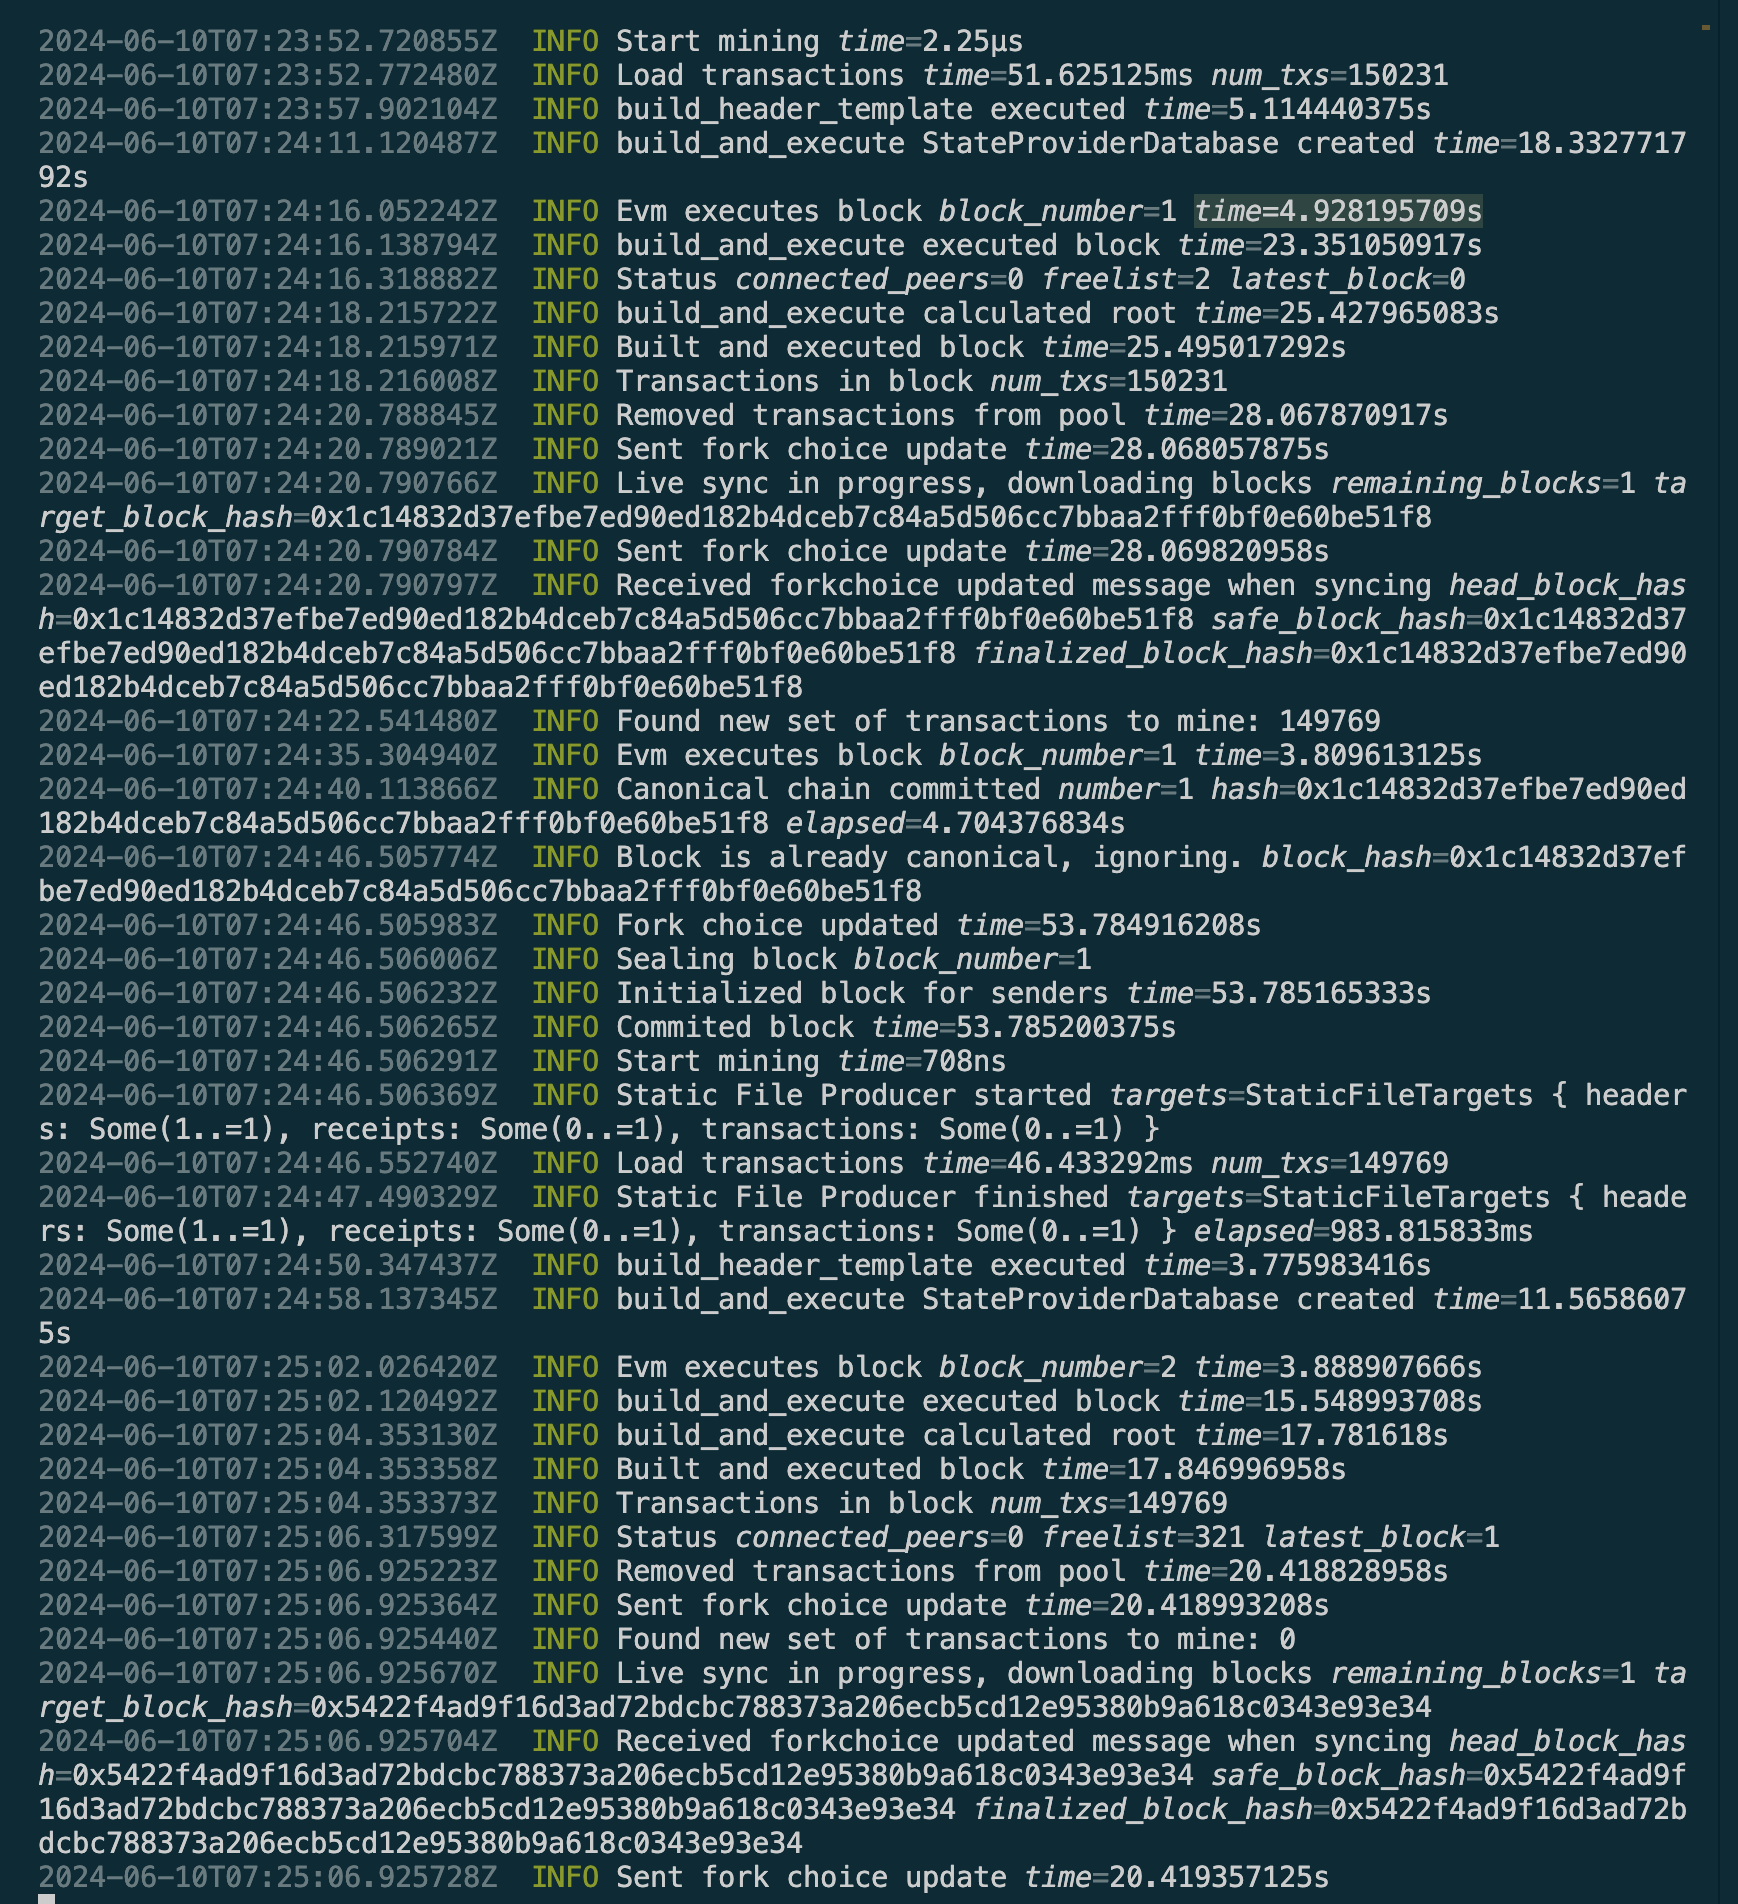 2024-06-10T07:23:52.720855Z  INFO Start mining time=2.25µs
2024-06-10T07:23:52.772480Z  INFO Load transactions time=51.625125ms num_txs=150231
2024-06-10T07:23:57.902104Z  INFO build_header_template executed time=5.114440375s
2024-06-10T07:24:11.120487Z  INFO build_and_execute StateProviderDatabase created time=18.3327717
92s
2024-06-10T07:24:16.052242Z  INFO Evm executes block block_number=1 time=4.928195709s
2024-06-10T07:24:16.138794Z  INFO build_and_execute executed block time=23.351050917s
2024-06-10T07:24:16.318882Z  INFO Status connected_peers=0 freelist=2 latest_block=0
2024-06-10T07:24:18.215722Z  INFO build_and_execute calculated root time=25.427965083s
2024-06-10T07:24:18.215971Z  INFO Built and executed block time=25.495017292s
2024-06-10T07:24:18.216008Z  INFO Transactions in block num_txs=150231
2024-06-10T07:24:20.788845Z  INFO Removed transactions from pool time=28.067870917s
2024-06-10T07:24:20.789021Z  INFO Sent fork choice update time=28.068057875s
2024-06-10T07:24:20.790766Z  INFO Live sync in progress, downloading blocks remaining_blocks=1 ta
rget_block_hash=0x1c14832d37efbe7ed90ed182b4dceb7c84a5d506cc7bbaa2fff0bf0e60be51f8
2024-06-10T07:24:20.790784Z  INFO Sent fork choice update time=28.069820958s
2024-06-10T07:24:20.790797Z  INFO Received forkchoice updated message when syncing head_block_has
h=0x1c14832d37efbe7ed90ed182b4dceb7c84a5d506cc7bbaa2fff0bf0e60be51f8 safe_block_hash=0x1c14832d37
efbe7ed90ed182b4dceb7c84a5d506cc7bbaa2fff0bf0e60be51f8 finalized_block_hash=0x1c14832d37efbe7ed90
ed182b4dceb7c84a5d506cc7bbaa2fff0bf0e60be51f8
2024-06-10T07:24:22.541480Z  INFO Found new set of transactions to mine: 149769
2024-06-10T07:24:35.304940Z  INFO Evm executes block block_number=1 time=3.809613125s
2024-06-10T07:24:40.113866Z  INFO Canonical chain committed number=1 hash=0x1c14832d37efbe7ed90ed
182b4dceb7c84a5d506cc7bbaa2fff0bf0e60be51f8 elapsed=4.704376834s
2024-06-10T07:24:46.505774Z  INFO Block is already canonical, ignoring. block_hash=0x1c14832d37ef
be7ed90ed182b4dceb7c84a5d506cc7bbaa2fff0bf0e60be51f8
2024-06-10T07:24:46.505983Z  INFO Fork choice updated time=53.784916208s
2024-06-10T07:24:46.506006Z  INFO Sealing block block_number=1
2024-06-10T07:24:46.506232Z  INFO Initialized block for senders time=53.785165333s
2024-06-10T07:24:46.506265Z  INFO Commited block time=53.785200375s
2024-06-10T07:24:46.506291Z  INFO Start mining time=708ns
2024-06-10T07:24:46.506369Z  INFO Static File Producer started targets=StaticFileTargets { header
s: Some(1..=1), receipts: Some(0..=1), transactions: Some(0..=1) }
2024-06-10T07:24:46.552740Z  INFO Load transactions time=46.433292ms num_txs=149769
2024-06-10T07:24:47.490329Z  INFO Static File Producer finished targets=StaticFileTargets { heade
rs: Some(1..=1), receipts: Some(0..=1), transactions: Some(0..=1) } elapsed=983.815833ms
2024-06-10T07:24:50.347437Z  INFO build_header_template executed time=3.775983416s
2024-06-10T07:24:58.137345Z  INFO build_and_execute StateProviderDatabase created time=11.5658607
5s
2024-06-10T07:25:02.026420Z  INFO Evm executes block block_number=2 time=3.888907666s
2024-06-10T07:25:02.120492Z  INFO build_and_execute executed block time=15.548993708s
2024-06-10T07:25:04.353130Z  INFO build_and_execute calculated root time=17.781618s
2024-06-10T07:25:04.353358Z  INFO Built and executed block time=17.846996958s
2024-06-10T07:25:04.353373Z  INFO Transactions in block num_txs=149769
2024-06-10T07:25:06.317599Z  INFO Status connected_peers=0 freelist=321 latest_block=1
2024-06-10T07:25:06.925223Z  INFO Removed transactions from pool time=20.418828958s
2024-06-10T07:25:06.925364Z  INFO Sent fork choice update time=20.418993208s
2024-06-10T07:25:06.925440Z  INFO Found new set of transactions to mine: 0
2024-06-10T07:25:06.925670Z  INFO Live sync in progress, downloading blocks remaining_blocks=1 ta
rget_block_hash=0x5422f4ad9f16d3ad72bdcbc788373a206ecb5cd12e95380b9a618c0343e93e34
2024-06-10T07:25:06.925704Z  INFO Received forkchoice updated message when syncing head_block_has
h=0x5422f4ad9f16d3ad72bdcbc788373a206ecb5cd12e95380b9a618c0343e93e34 safe_block_hash=0x5422f4ad9f
16d3ad72bdcbc788373a206ecb5cd12e95380b9a618c0343e93e34 finalized_block_hash=0x5422f4ad9f16d3ad72b
dcbc788373a206ecb5cd12e95380b9a618c0343e93e34
2024-06-10T07:25:06.925728Z  INFO Sent fork choice update time=20.419357125s